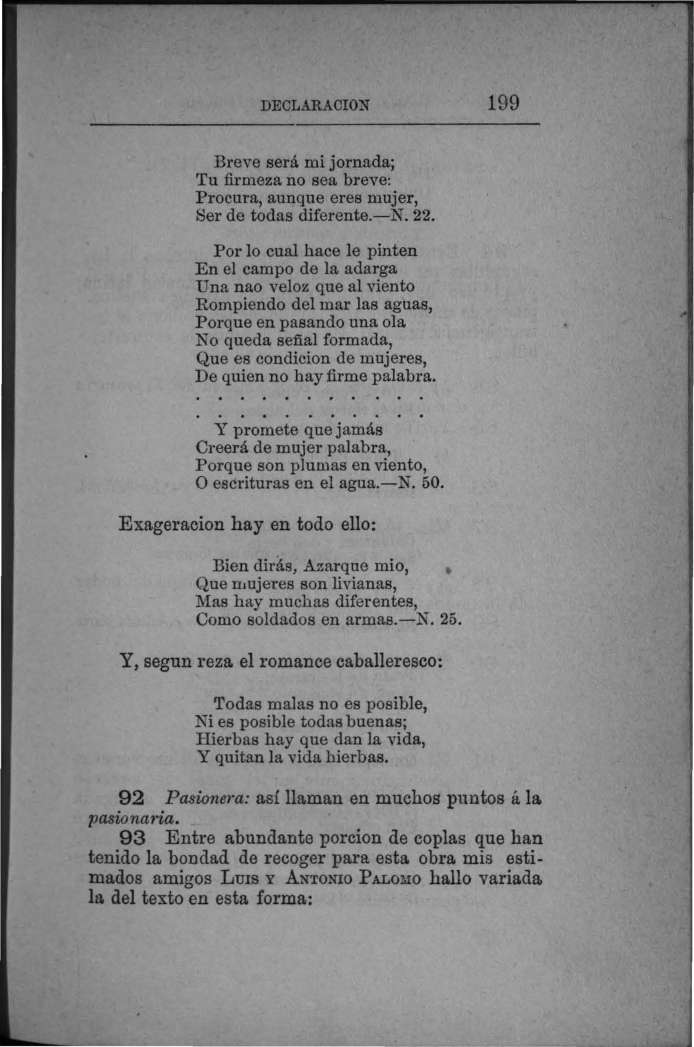 DECLARACION 199
Breve será mi jornada;
Tu firmeza no sea breve:
Procura, aunque eres mujer,
Ser de todas diferente.—N. 22.
Por lo cual hace le pinten
En el campo de la adarga
Una nao veloz que al viento
Rompiendo del mar las aguas,
Porque en pasando una ola
No queda señal formada,
Que es condicion de mujeres,
De quien no hay firme palabra.
. . . . . . . . . . .
. . . . . . . . . . .
Y promete que jamás
Creerá de mujer palabra,
Porque son plumas en viento,
O escrituras en el agua.—N. 50.
Exageracion hay en todo ello:
Bien dirás, Azarque mio,
Que mujeres son livianas,
Mas hay muchas diferentes,
Como soldados en armas.—N. 25.
Y, segun reza el romance caballeresco:
Todas malas no es posible,
Ni es posible todas buenas;
Hierbas hay que dan la vida,
Y quitan la vida hierbas.
92 Pasionera: así llaman en muchos puntos á la
pasionaria.
93 Entre abundante porcion de coplas que han
tenido la bondad de recoger para esta obra mis esti-
mados amigos LUIS Y ANTONIO PALOMO hallo variada
la del texto en esta forma: